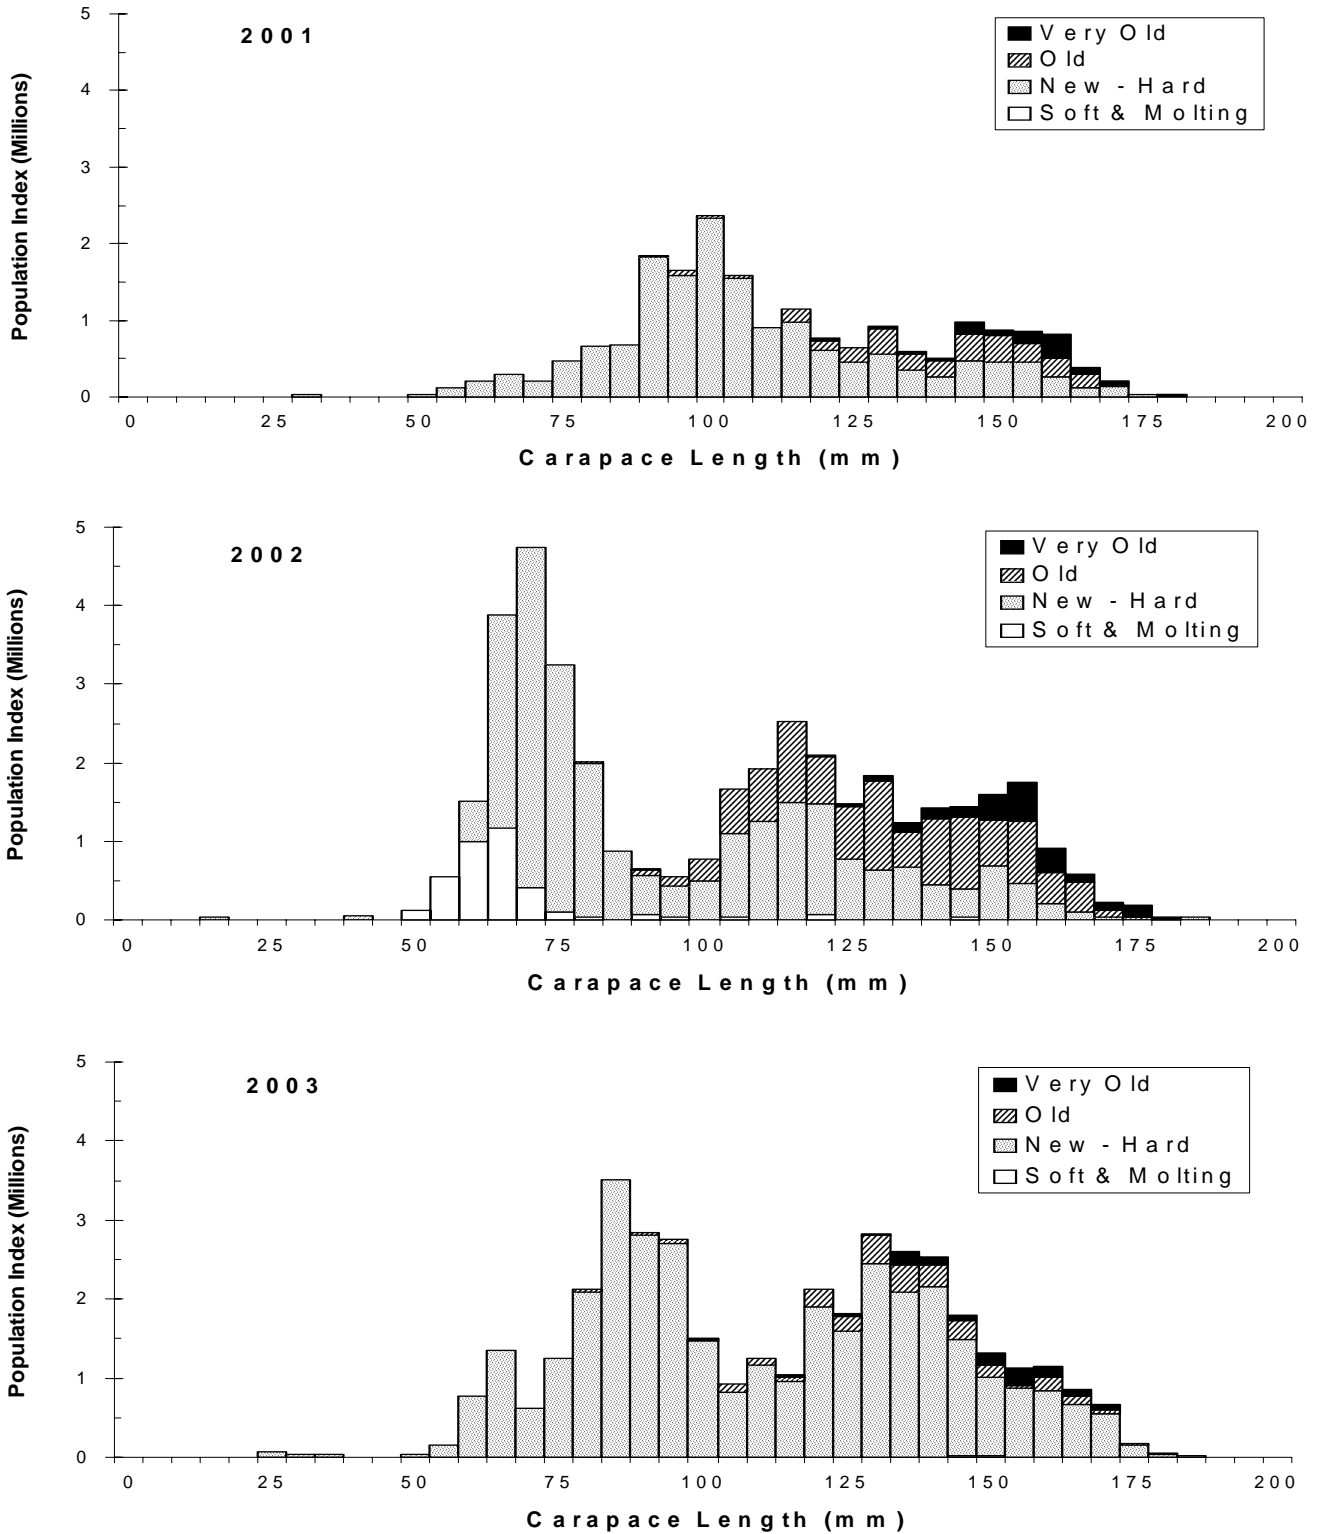 2001
Very Old
Old
New - Hard
Soft & Molting
Population Index (Millions)
5
4
3
2
1
0
0 25 50 75 100 125 150 175 200
Carapace Length (mm)
2002
Very Old
Old
New - Hard
Soft & Molting
Population Index (Millions)
5
4
3
2
1
0
0 25 50 75 100 125 150 175 200
Carapace Length (mm)
2003
Very Old
Old
New - Hard
Soft & Molting
Population Index (Millions)
5
4
3
2
1
0
0 25 50 75 100 125 150 175 200
Carapace Length (mm)